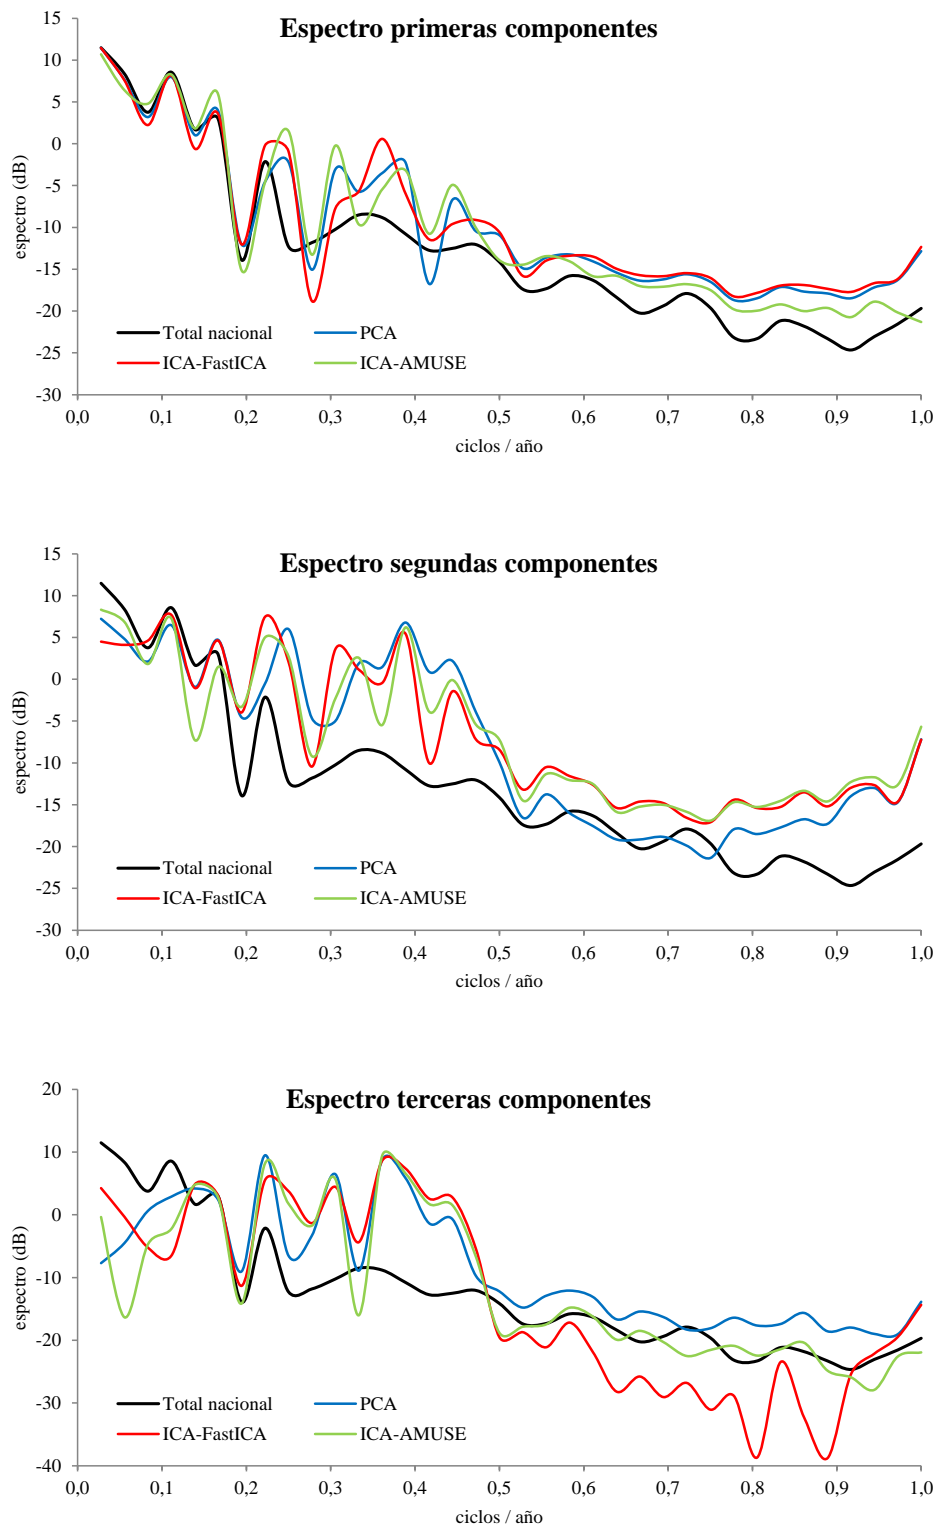 Espectro primeras componentes
15
10
5
0
-5
-10
-15
-20
-25
-30
espectro (dB)
Total nacional
PCA
ICA-FastICA
ICA-AMUSE
0,0 0,1 0,2 0,3 0,4 0,5 0,6 0,7 0,8 0,9 1,0
ciclos / año
Espectro segundas componentes
15
10
5
0
-5
-10
-15
-20
-25
-30
espectro (dB)
Total nacional
PCA
ICA-FastICA
ICA-AMUSE
0,0 0,1 0,2 0,3 0,4 0,5 0,6 0,7 0,8 0,9 1,0
ciclos / año
Espectro terceras componentes
20
10
0
-10
-20
-30
-40
espectro (dB)
Total nacional
PCA
ICA-FastICA
ICA-AMUSE
0,0 0,1 0,2 0,3 0,4 0,5 0,6 0,7 0,8 0,9 1,0
ciclos / año